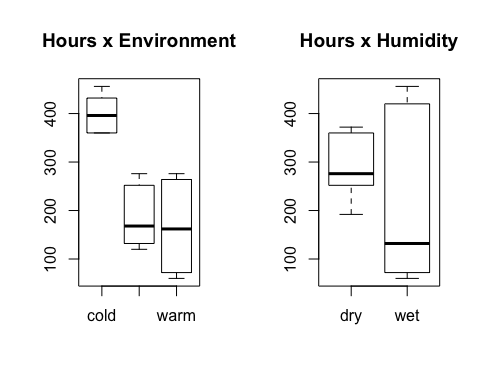 Hours x Environment
400
300
200
100
cold warm
Hours x Humidity
400
300
200
100
dry wet